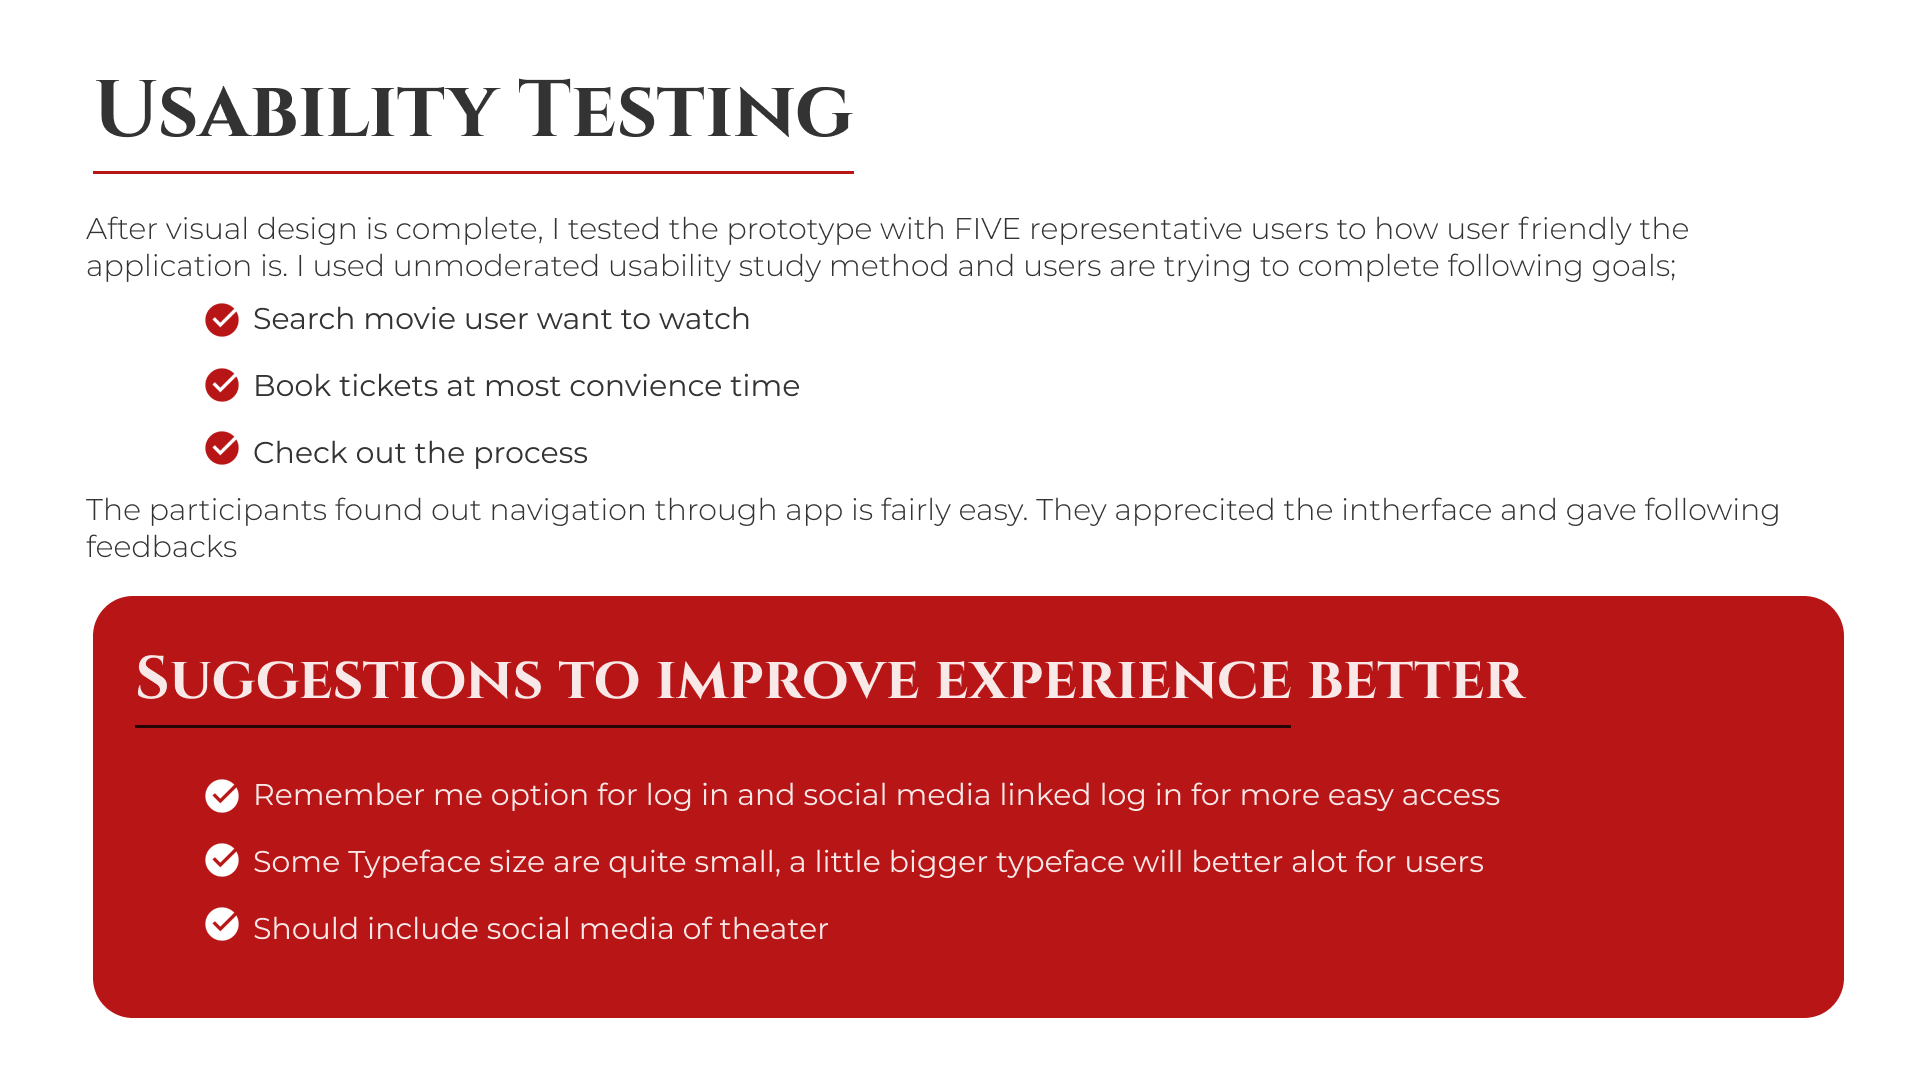 Usability Testing
After visual design is complete, I tested the prototype with FIVE representative users to how user friendly the
application is. I used unmoderated usability study method and users are trying to complete following goals;
Search movie user want to watch
Book tickets at most convience time
Check out the process
The participants found out navigation through app is fairly easy. They apprecited the intherface and gave following
feedbacks
Suggestions to improve experience better
Remember me option for log in and social media linked log in for more easy access
Some Typeface size are quite small, a little bigger typeface will better alot for users
Should include social media of theater